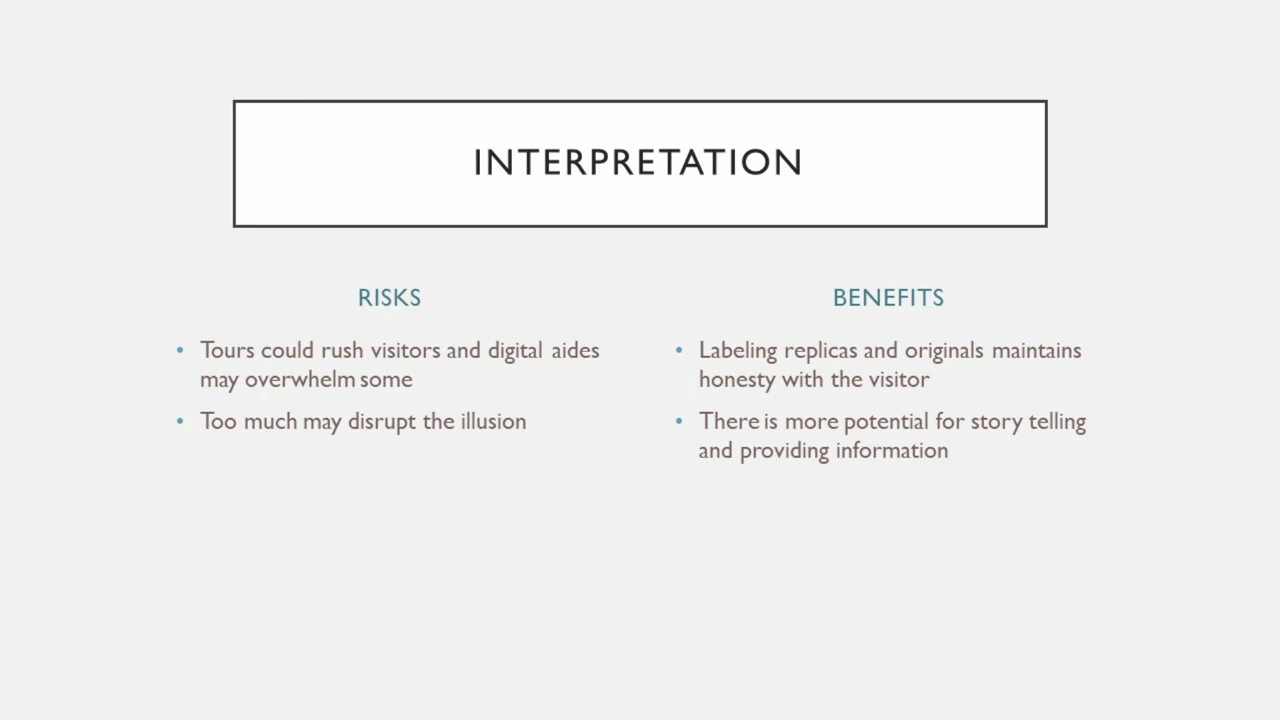 INTERPRETATION
RISKS
• Tours could rush visitors and digital aides
may overwhelm some
• Too much may disrupt the illusion
BENEFITS
• Labeling replicas and originals maintains
honesty with the visitor
• There is more potential for story telling
and providing information